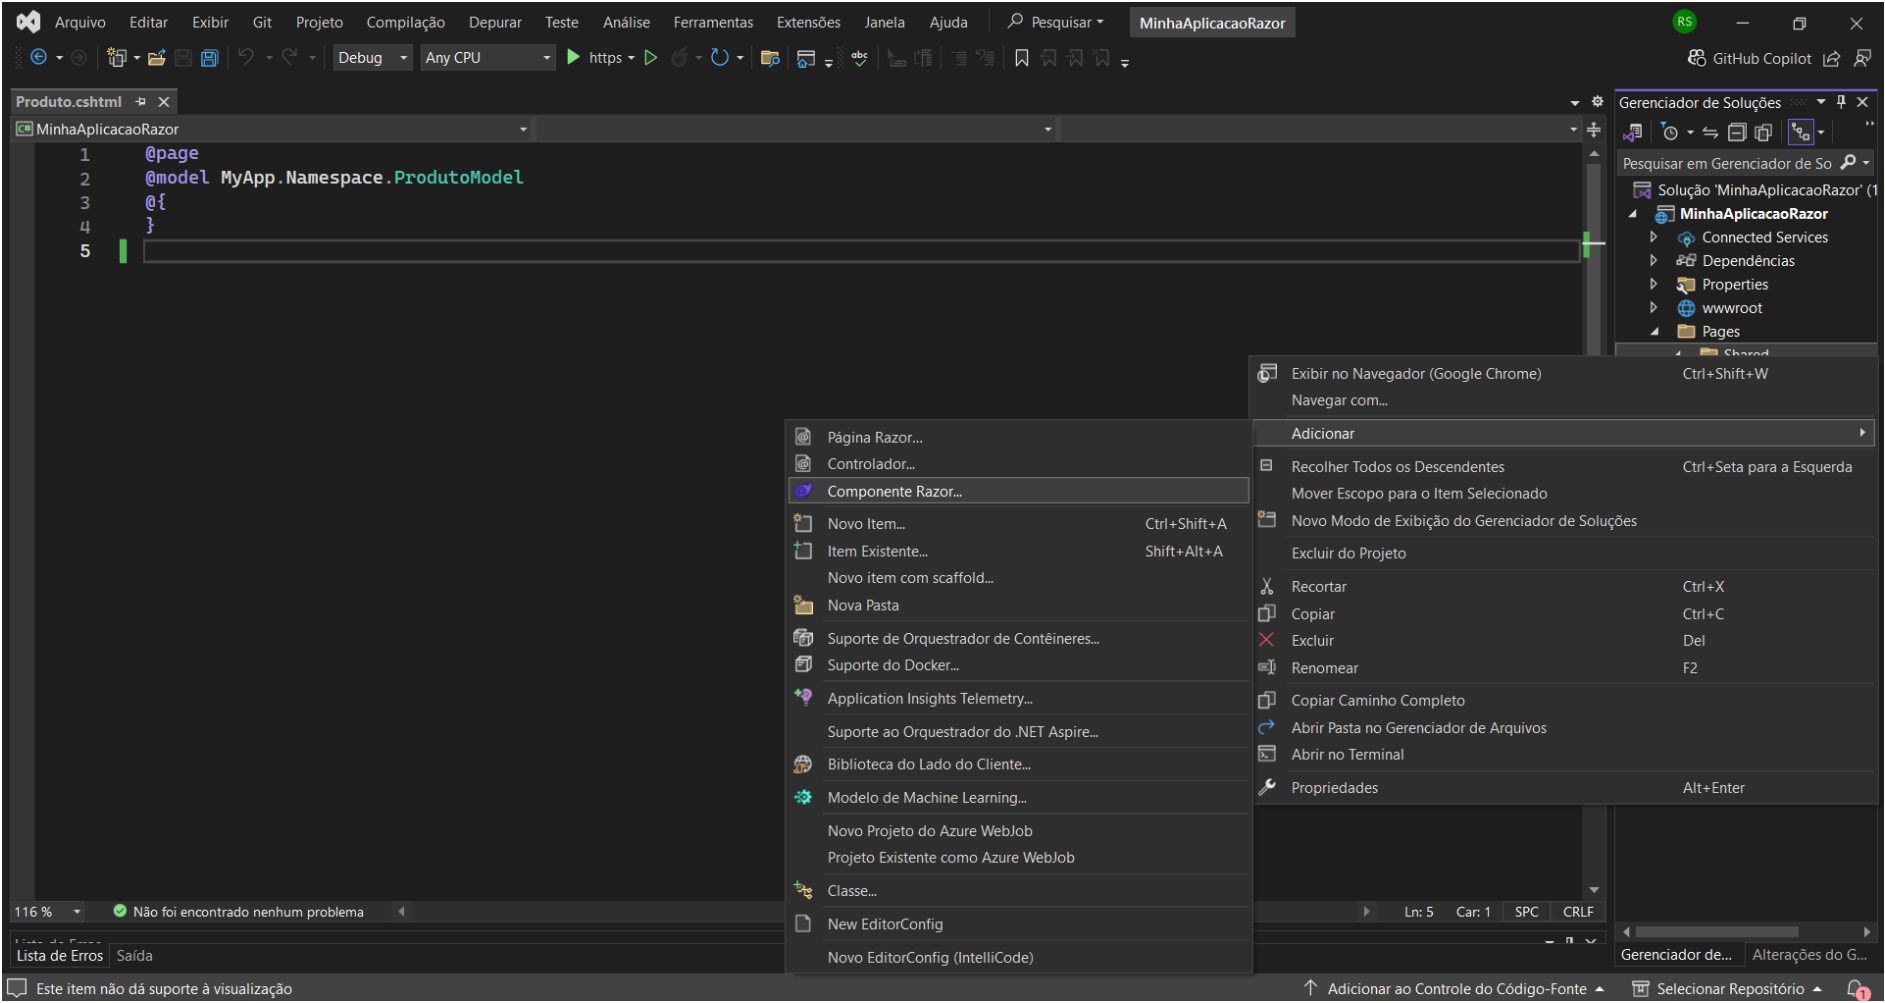 Arquivo Editar Exibir Git Projeto Compilação Depurar Teste Análise Ferramentas Extensões Janela Ajuda Pesquisar MinhaAplicacaoRazor RS
Debug Any CPU https abc GitHub Copilot
Produto.cshtml
MinhaAplicacaoRazor
1 @page
2 @model MyApp.Namespace.ProdutoModel
3 @{
4 }
5
Gerenciador de Soluções
Pesquisar em Gerenciador de So
Solução 'MinhaAplicacaoRazor' (1
MinhaAplicacaoRazor
Connected Services
Dependências
Properties
wwwroot
Pages
Shared
Exibir no Navegador (Google Chrome) Ctrl+Shift+W
Navegar com...
Adicionar
Recolher Todos os Descendentes Ctrl+Seta para a Esquerda
Mover Escopo para o Item Selecionado
Novo Modo de Exibição do Gerenciador de Soluções
Excluir do Projeto
Recortar Ctrl+X
Copiar Ctrl+C
Excluir Del
Renomear F2
Copiar Caminho Completo
Abrir Pasta no Gerenciador de Arquivos
Abrir no Terminal
Propriedades Alt+Enter
Página Razor...
Controlador...
Componente Razor...
Novo Item... Ctrl+Shift+A
Item Existente... Shift+Alt+A
Novo item com scaffold...
Nova Pasta
Suporte de Orquestrador de Contêineres...
Suporte do Docker...
Application Insights Telemetry...
Suporte ao Orquestrador do .NET Aspire...
Biblioteca do Lado do Cliente...
Modelo de Machine Learning...
Novo Projeto do Azure WebJob
Projeto Existente como Azure WebJob
Classe...
New EditorConfig
Novo EditorConfig (IntelliCode)
116 % Não foi encontrado nenhum problema Ln: 5 Car: 1 SPC CRLF
Lista de Erros
Lista de Erros Saída
Gerenciador de... Alterações do G...
Este item não dá suporte à visualização Adicionar ao Controle do Código-Fonte Selecionar Repositório 1